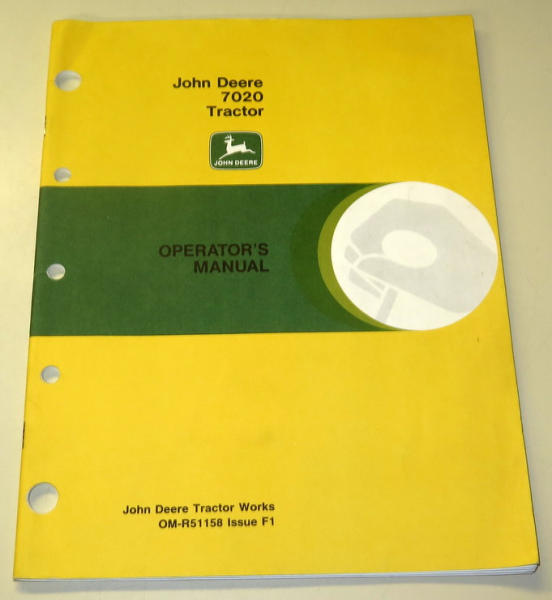 John Deere
7020
Tractor
JOHN DEERE
OPERATOR'S
MANUAL
John Deere Tractor Works
OM-R51158 Issue F1